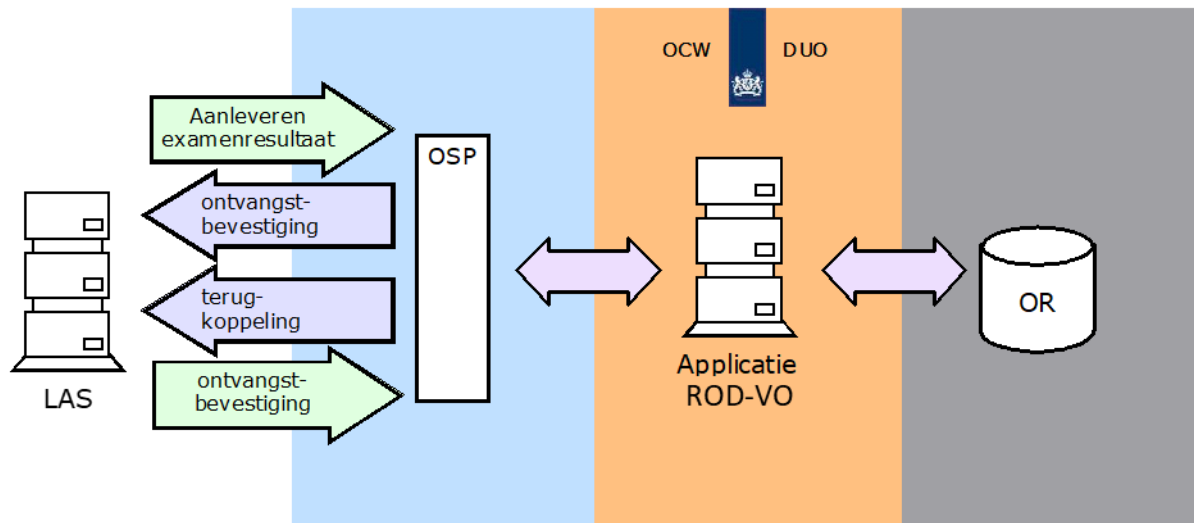 OCW DUO
Aanleveren
examenresultaat
OSP
ontvangst-
bevestiging
terug-
koppeling
ontvangst-
bevestiging
LAS
Applicatie
ROD-VO
OR